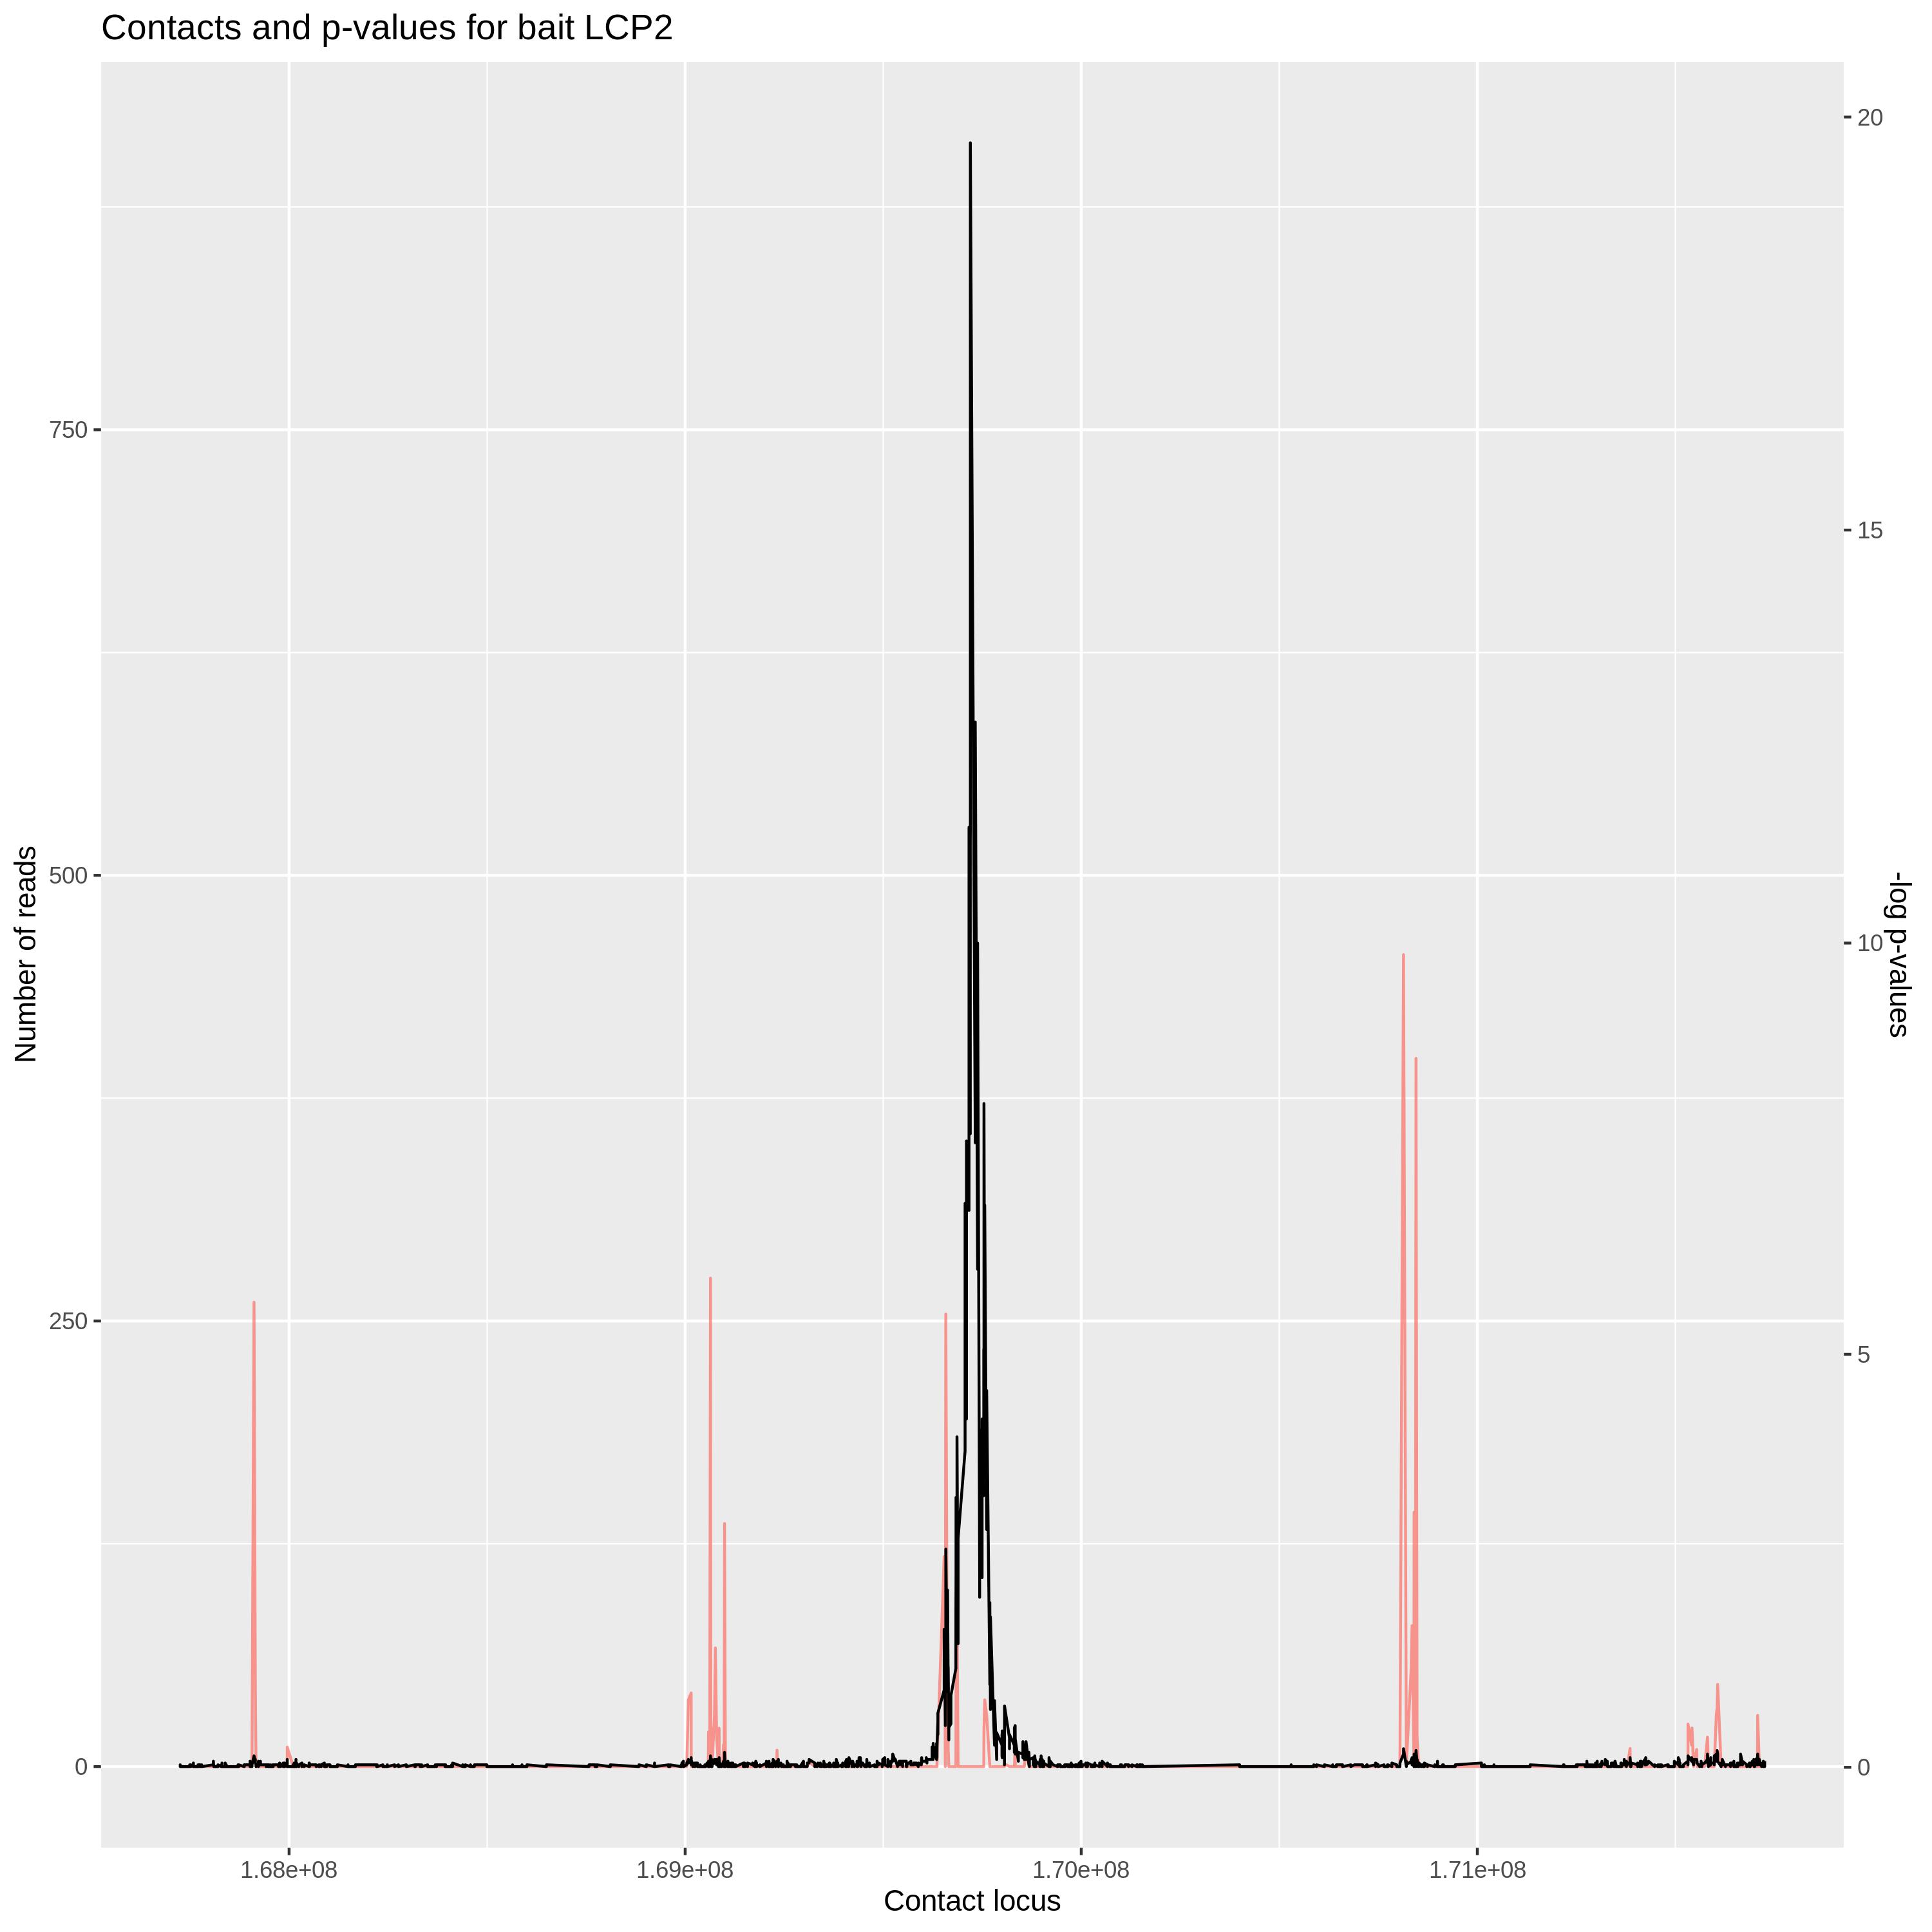 Contacts and p-values for bait LCP2
20
750
15
500
10
250
5
0
0
Number of reads
-log p-values
1.68e+08
1.69e+08
1.70e+08
1.71e+08
Contact locus